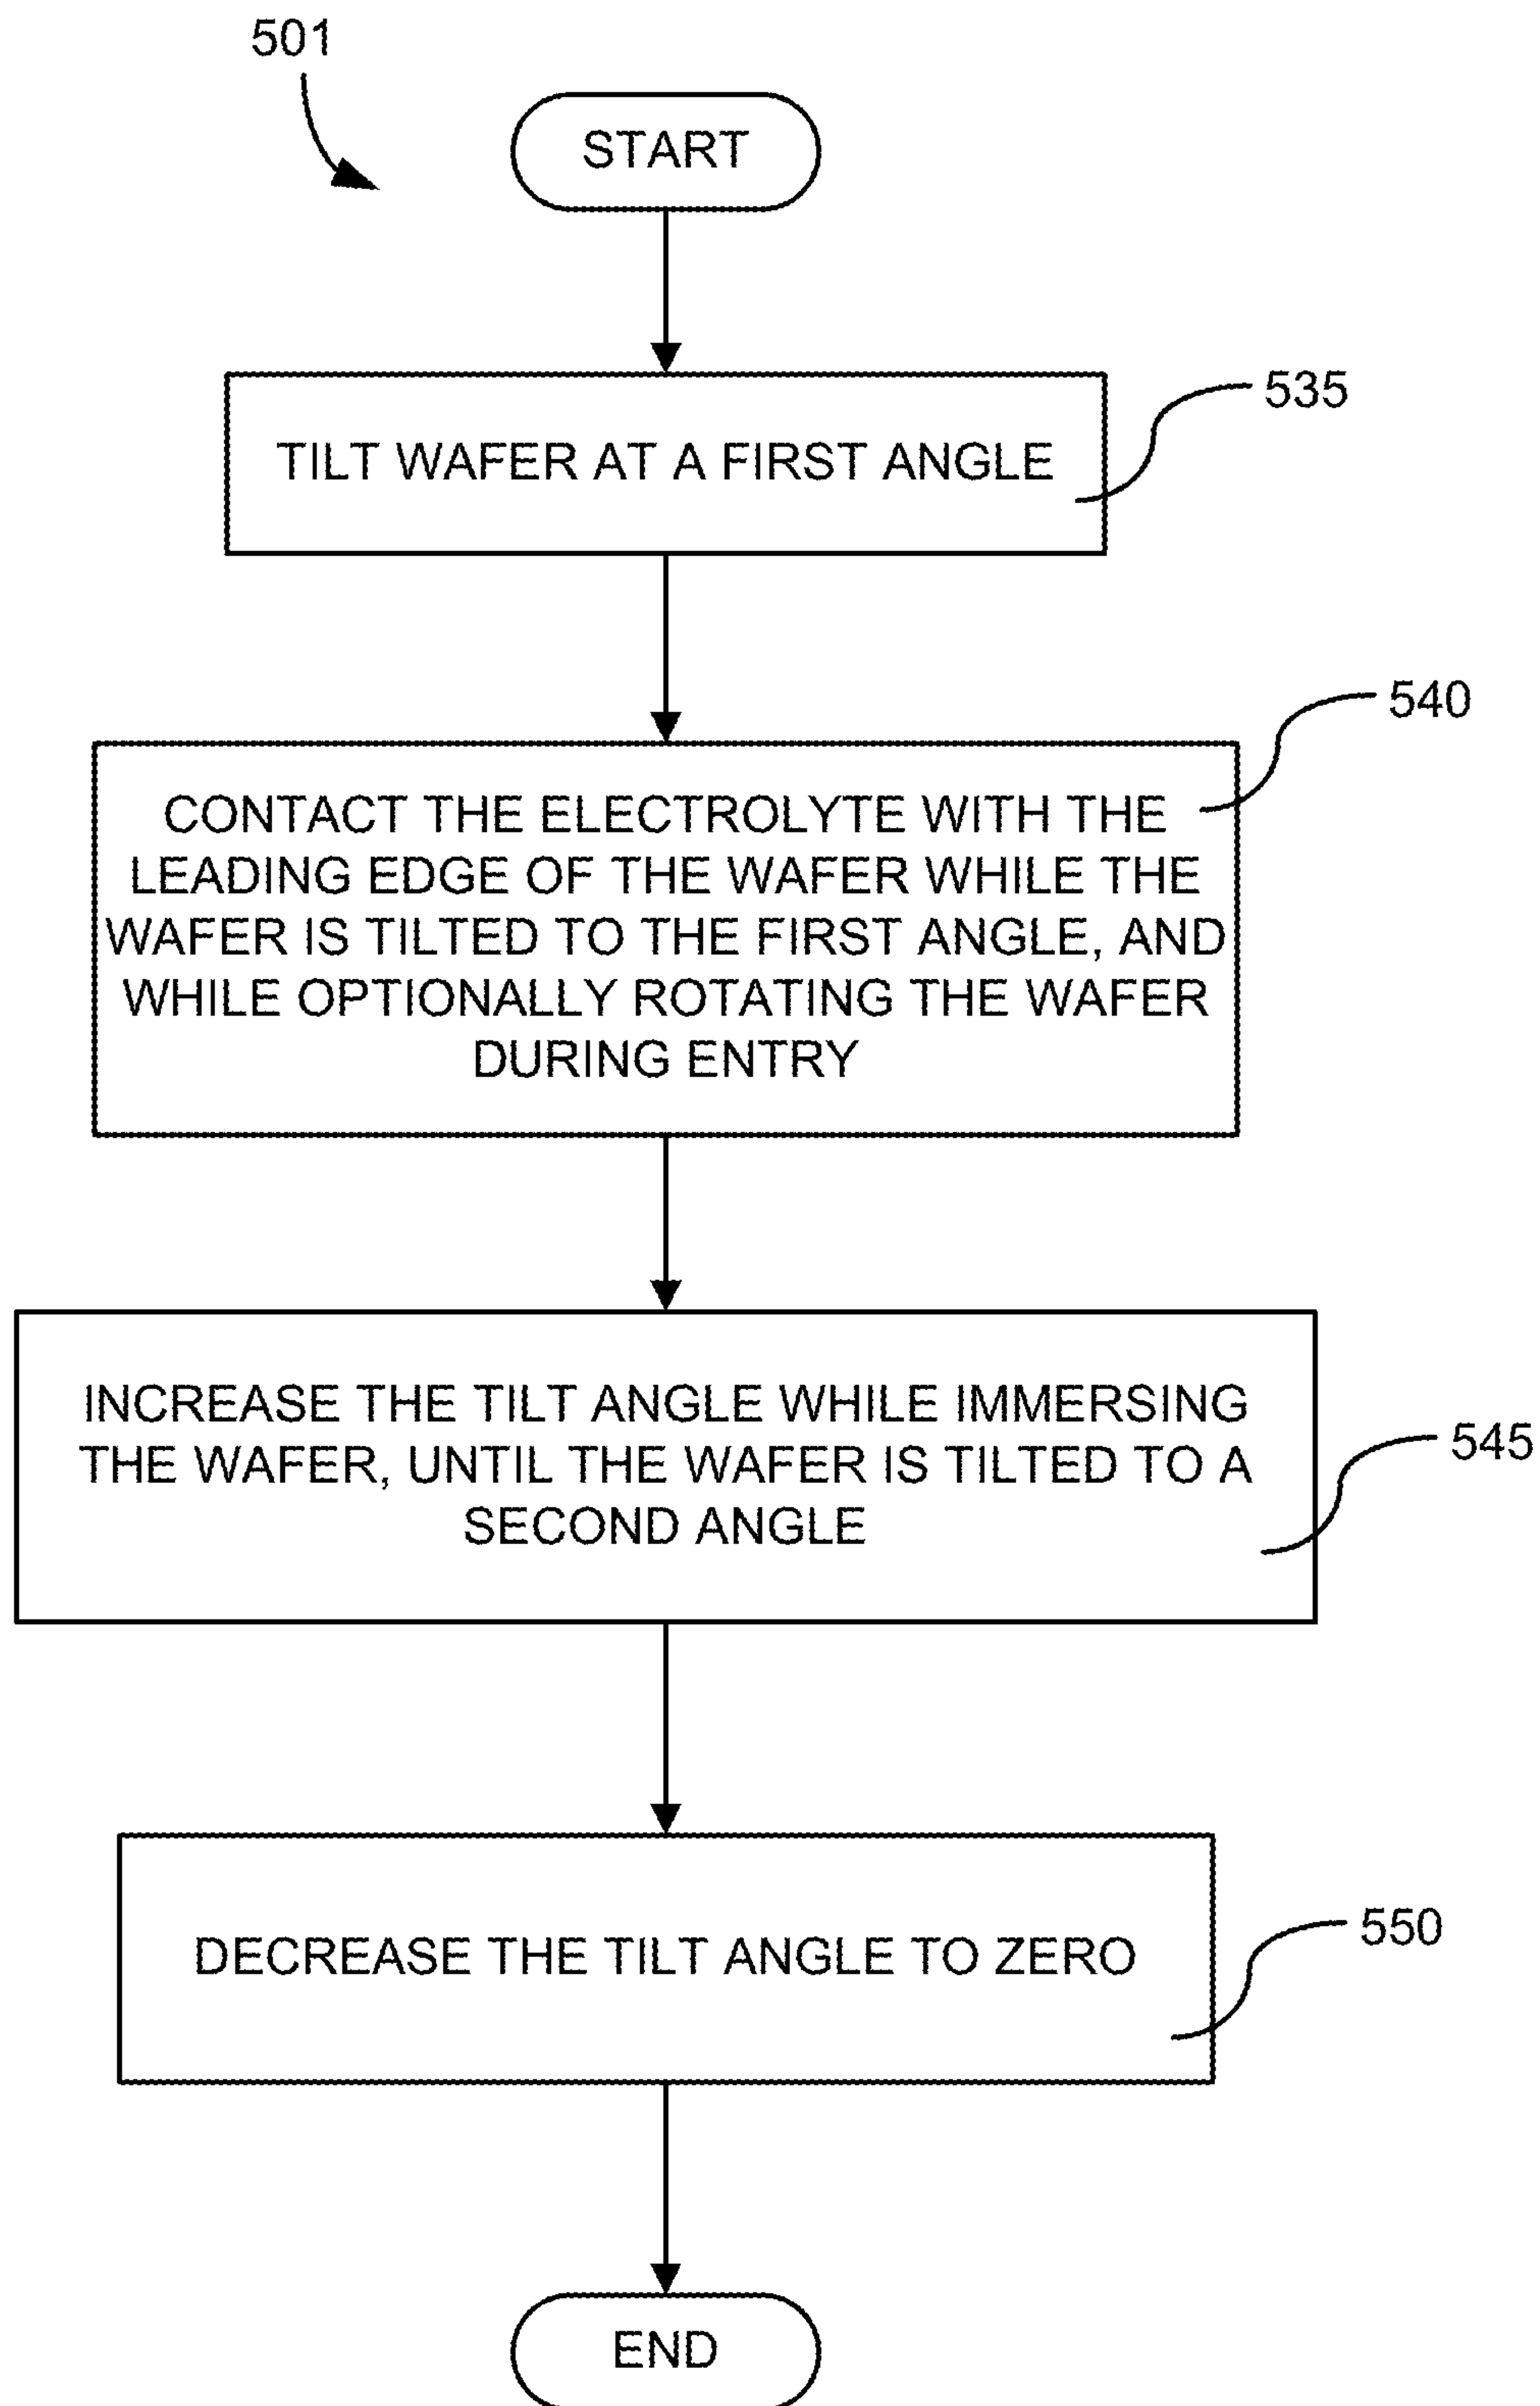 501
START
TILT WAFER AT A FIRST ANGLE
535
CONTACT THE ELECTROLYTE WITH THE
LEADING EDGE OF THE WAFER WHILE THE
WAFER IS TILTED TO THE FIRST ANGLE, AND
WHILE OPTIONALLY ROTATING THE WAFER
DURING ENTRY
540
INCREASE THE TILT ANGLE WHILE IMMERSING
THE WAFER, UNTIL THE WAFER IS TILTED TO A
SECOND ANGLE
545
DECREASE THE TILT ANGLE TO ZERO
550
END